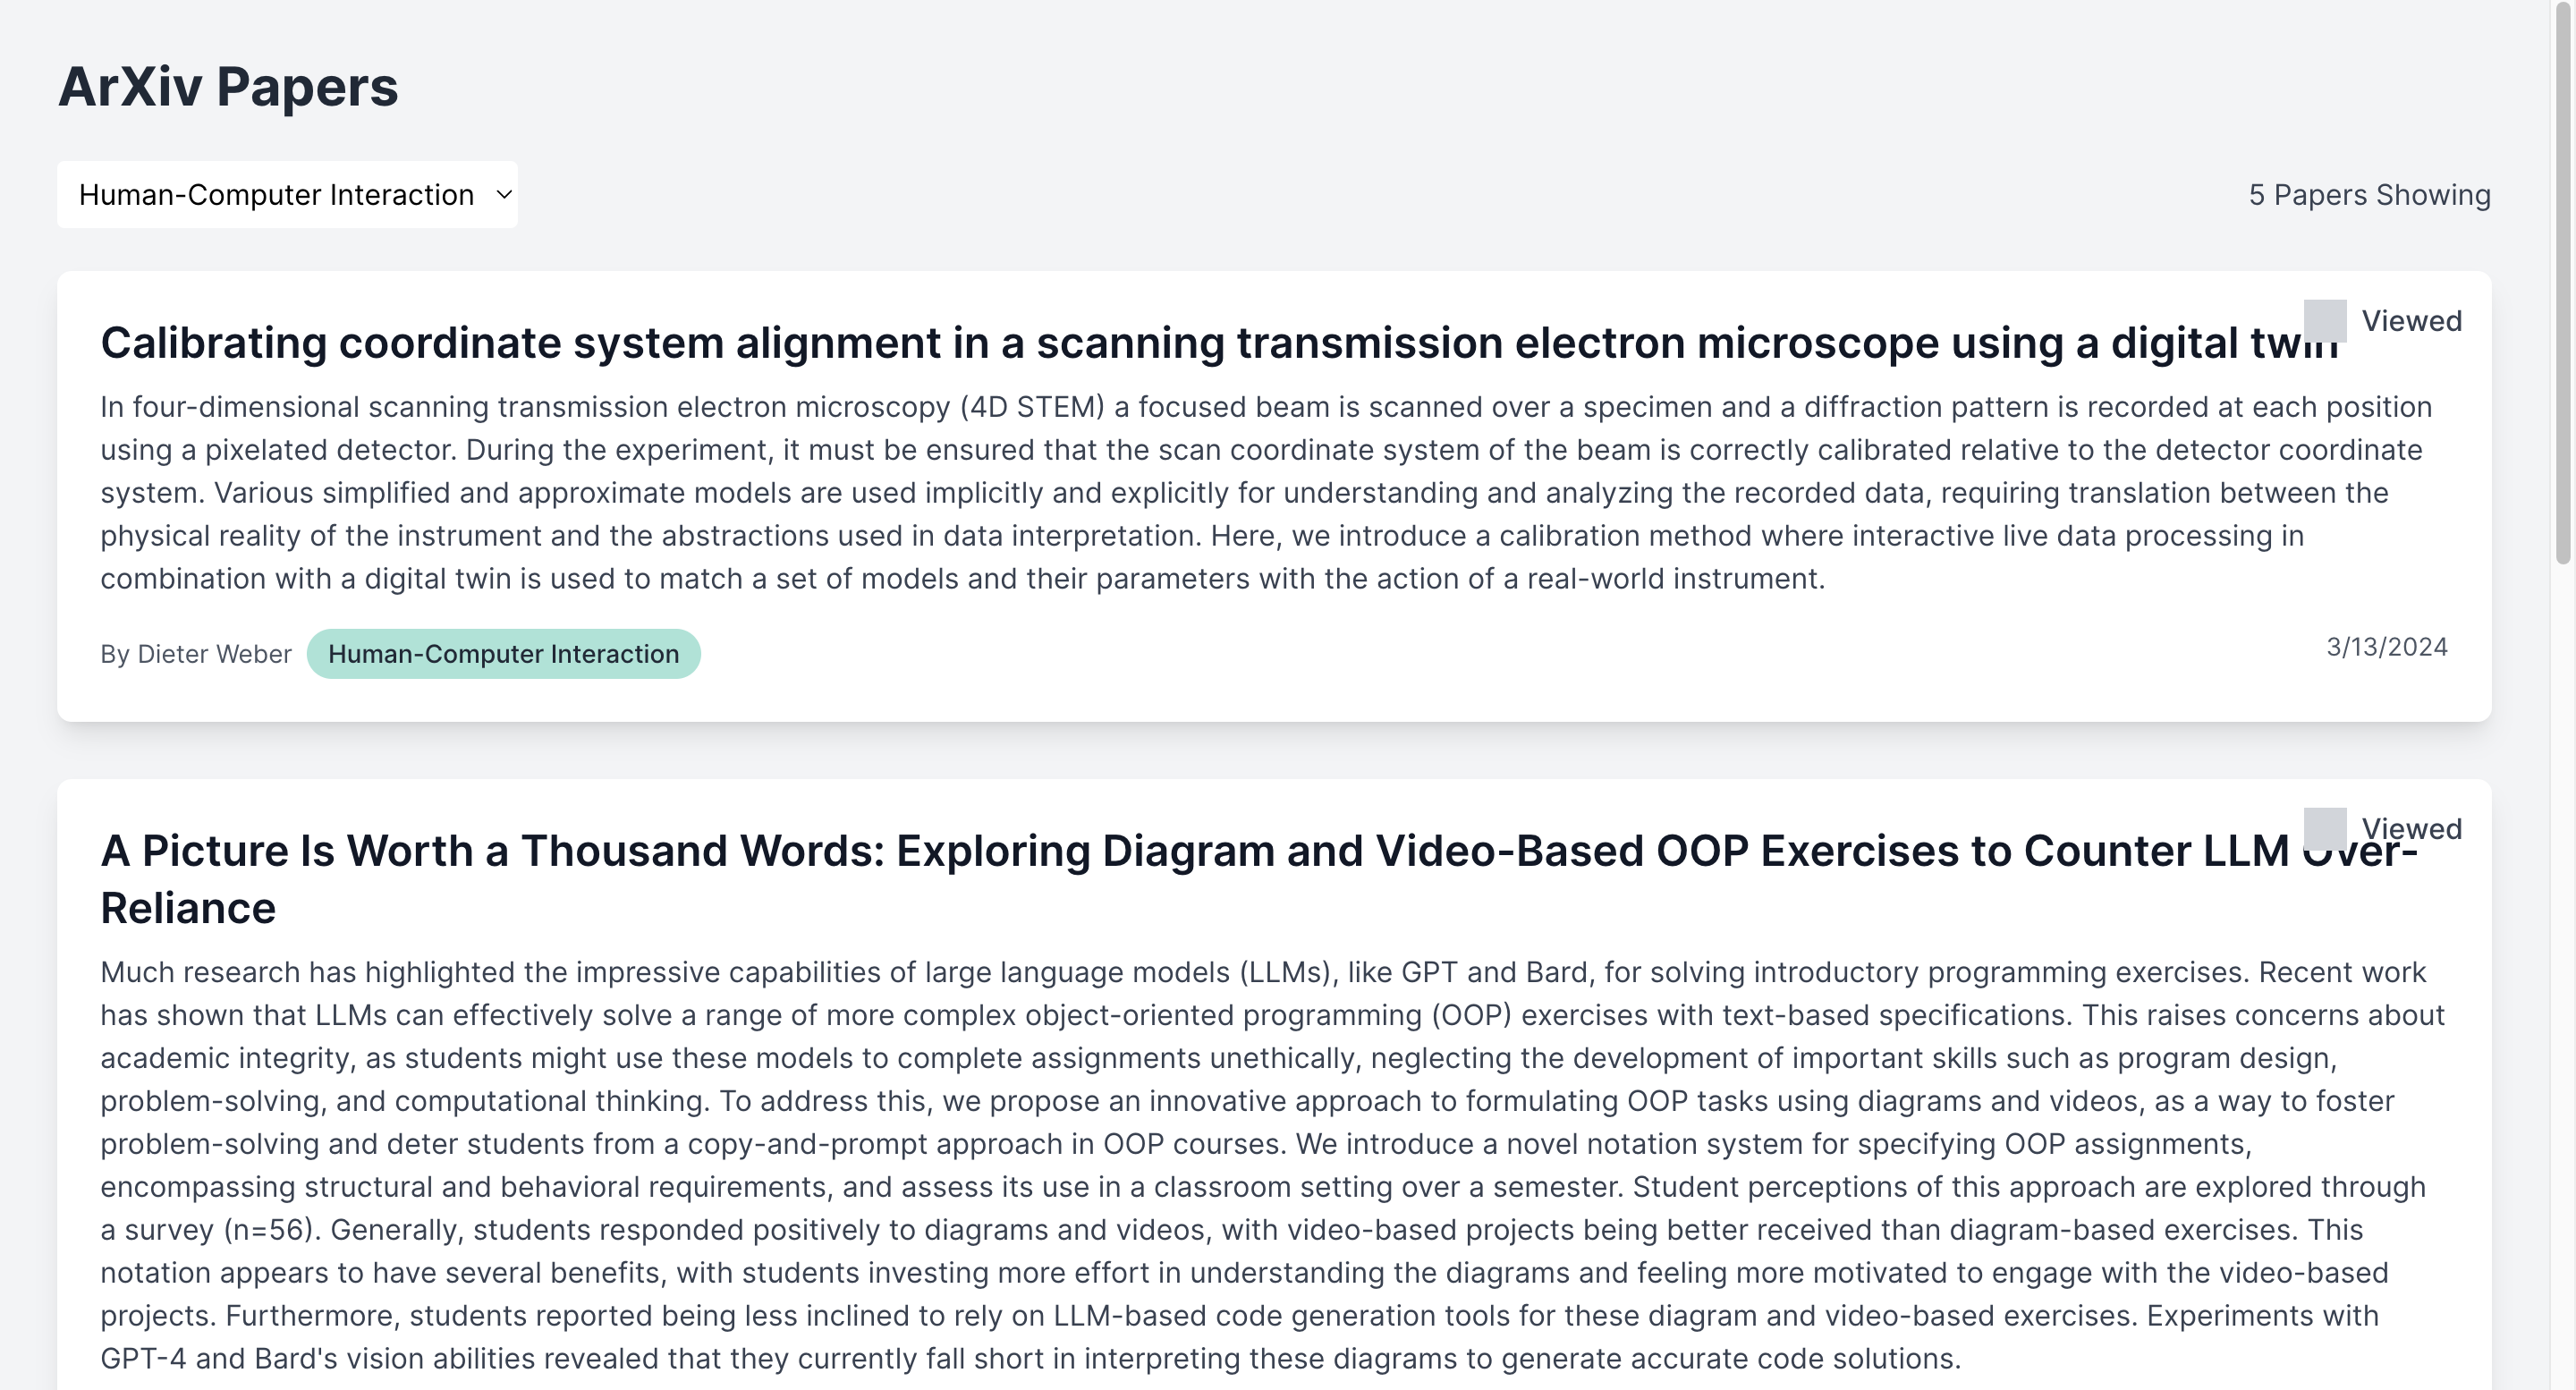 ArXiv Papers
Human-Computer Interaction
5 Papers Showing
Viewed
Calibrating coordinate system alignment in a scanning transmission electron microscope using a digital twin
In four-dimensional scanning transmission electron microscopy (4D STEM) a focused beam is scanned over a specimen and a diffraction pattern is recorded at each position
using a pixelated detector. During the experiment, it must be ensured that the scan coordinate system of the beam is correctly calibrated relative to the detector coordinate
system. Various simplified and approximate models are used implicitly and explicitly for understanding and analyzing the recorded data, requiring translation between the
physical reality of the instrument and the abstractions used in data interpretation. Here, we introduce a calibration method where interactive live data processing in
combination with a digital twin is used to match a set of models and their parameters with the action of a real-world instrument.
By Dieter Weber
Human-Computer Interaction
3/13/2024
Viewed
A Picture Is Worth a Thousand Words: Exploring Diagram and Video-Based OOP Exercises to Counter LLM Over-
Reliance
Much research has highlighted the impressive capabilities of large language models (LLMs), like GPT and Bard, for solving introductory programming exercises. Recent work
has shown that LLMs can effectively solve a range of more complex object-oriented programming (OOP) exercises with text-based specifications. This raises concerns about
academic integrity, as students might use these models to complete assignments unethically, neglecting the development of important skills such as program design,
problem-solving, and computational thinking. To address this, we propose an innovative approach to formulating OOP tasks using diagrams and videos, as a way to foster
problem-solving and deter students from a copy-and-prompt approach in OOP courses. We introduce a novel notation system for specifying OOP assignments,
encompassing structural and behavioral requirements, and assess its use in a classroom setting over a semester. Student perceptions of this approach are explored through
a survey (n=56). Generally, students responded positively to diagrams and videos, with video-based projects being better received than diagram-based exercises. This
notation appears to have several benefits, with students investing more effort in understanding the diagrams and feeling more motivated to engage with the video-based
projects. Furthermore, students reported being less inclined to rely on LLM-based code generation tools for these diagram and video-based exercises. Experiments with
GPT-4 and Bard's vision abilities revealed that they currently fall short in interpreting these diagrams to generate accurate code solutions.